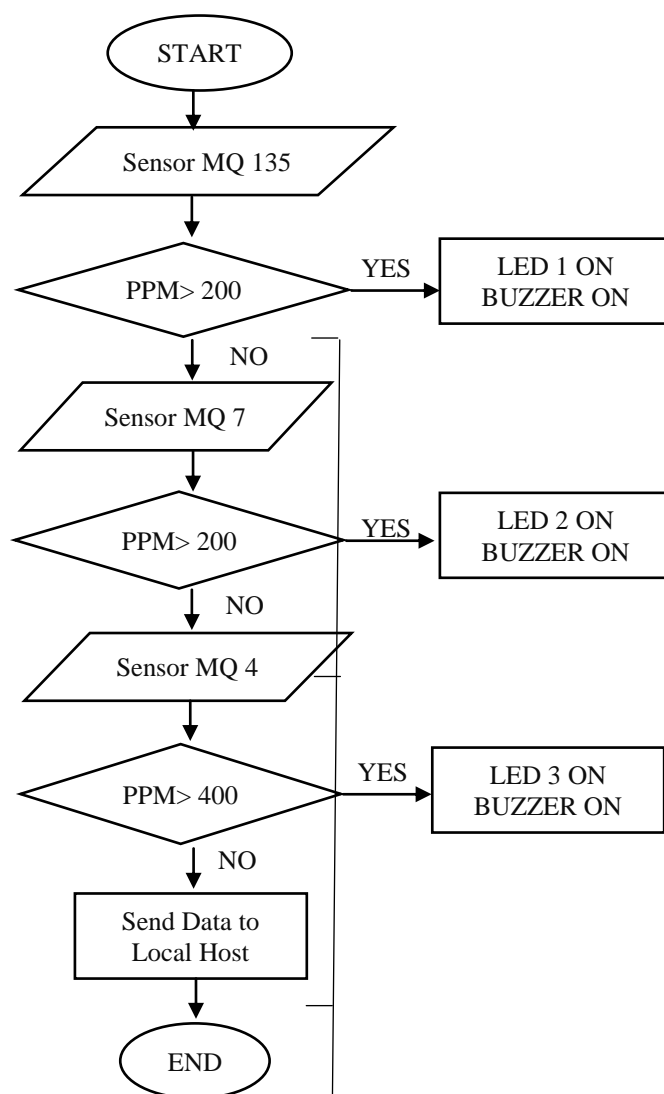 START
Sensor MQ 135
PPM> 200
YES
LED 1 ON
BUZZER ON
NO
Sensor MQ 7
PPM> 200
YES
LED 2 ON
BUZZER ON
NO
Sensor MQ 4
PPM> 400
YES
LED 3 ON
BUZZER ON
NO
Send Data to
Local Host
END